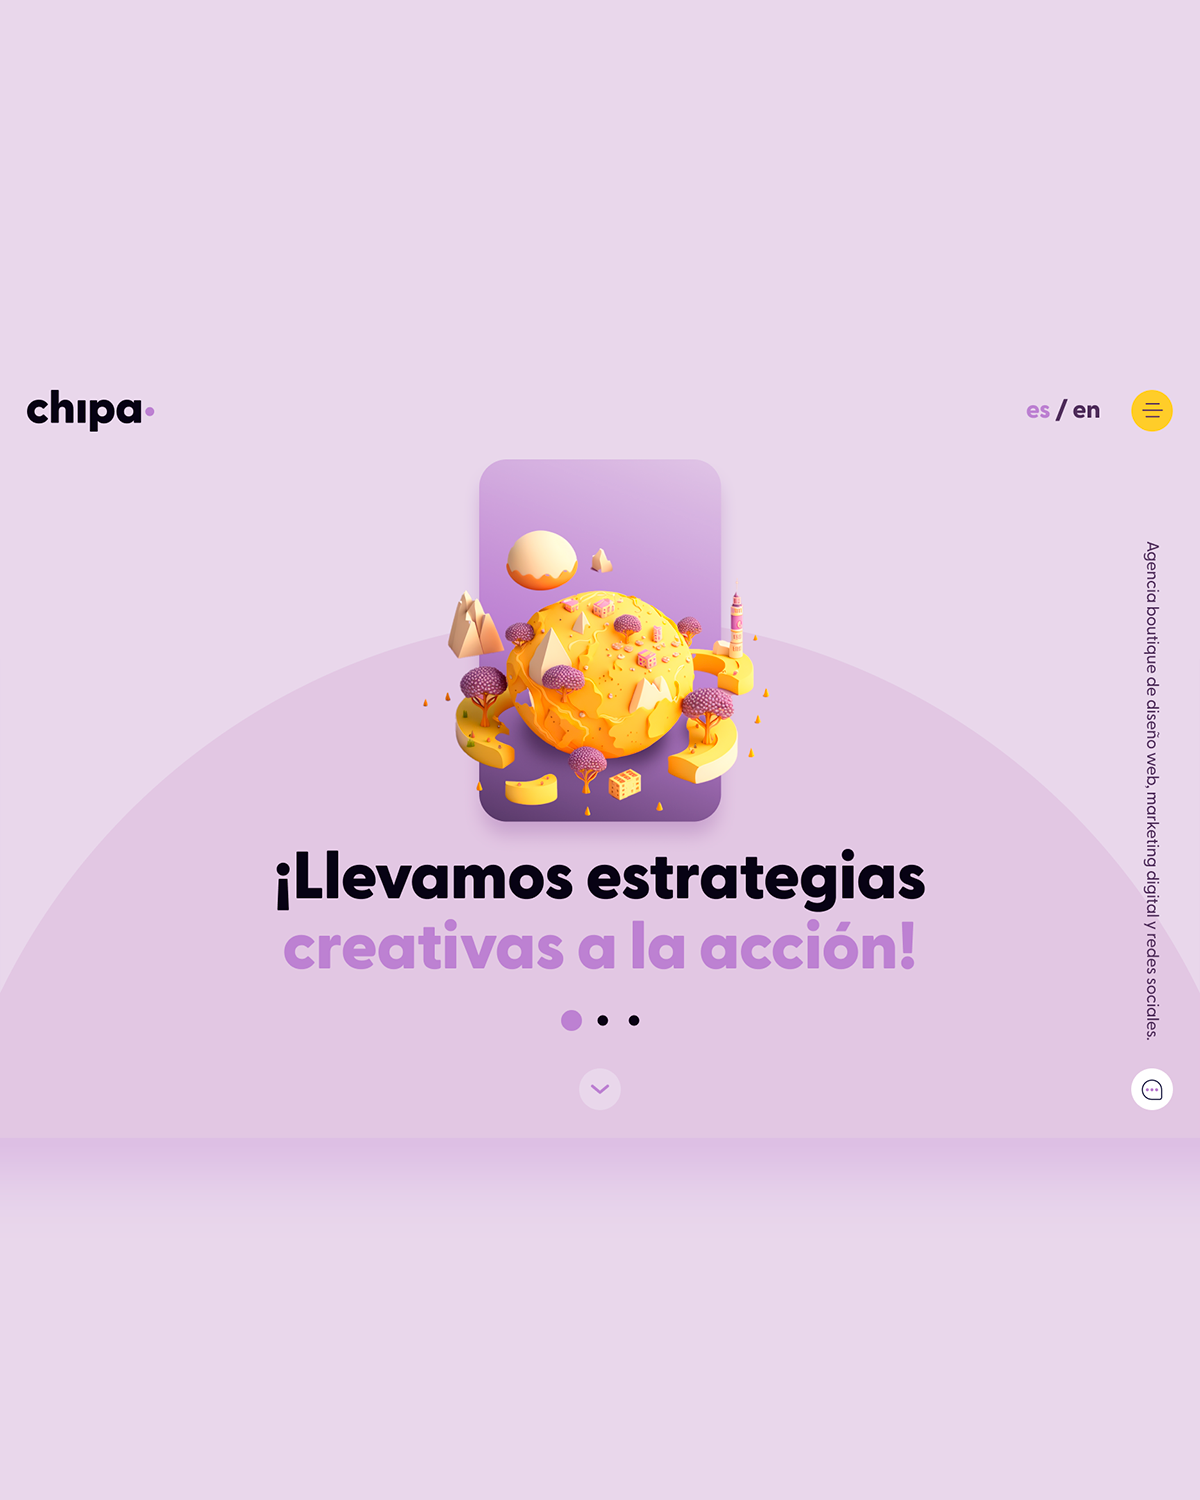 chipa
es / en
¡Llevamos estrategias
creativas a la acción!
Agencia boutique de diseño web, marketing digital y redes sociales.